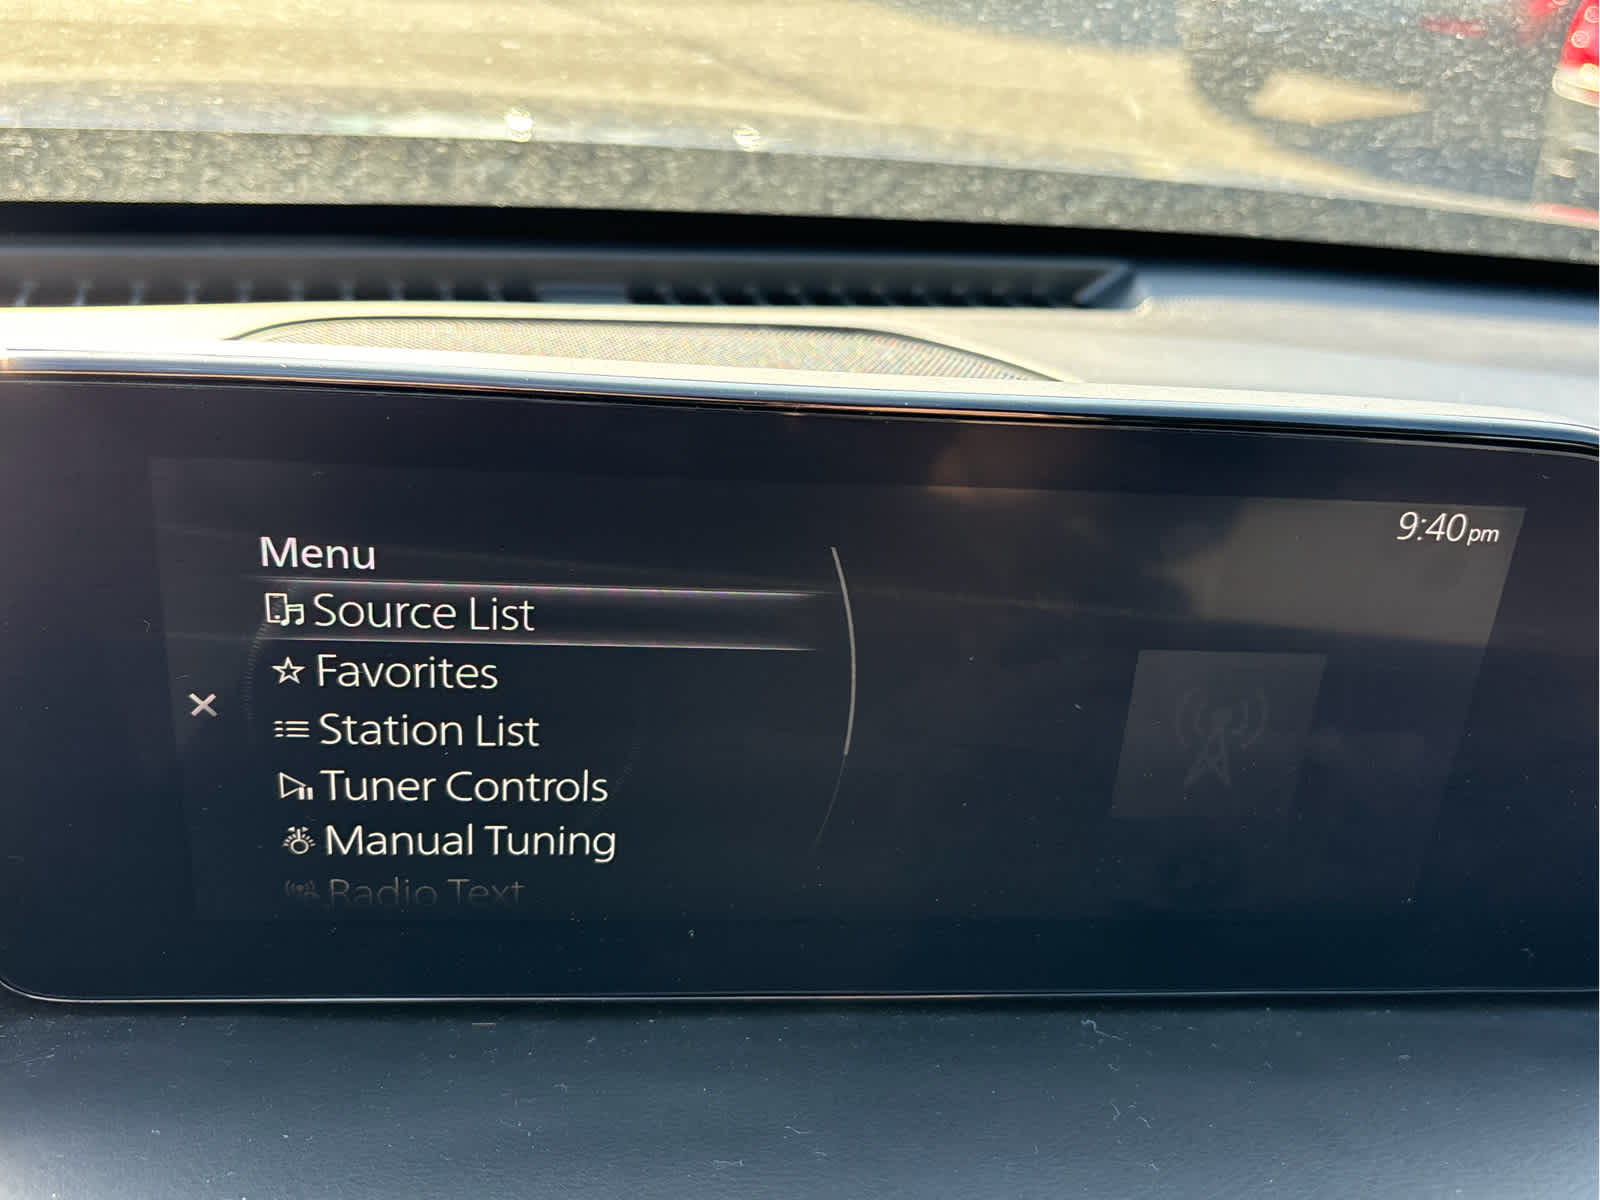 9:40pm
Menu
Source List
Favorites
Station List
Tuner Controls
Manual Tuning
Radio Text